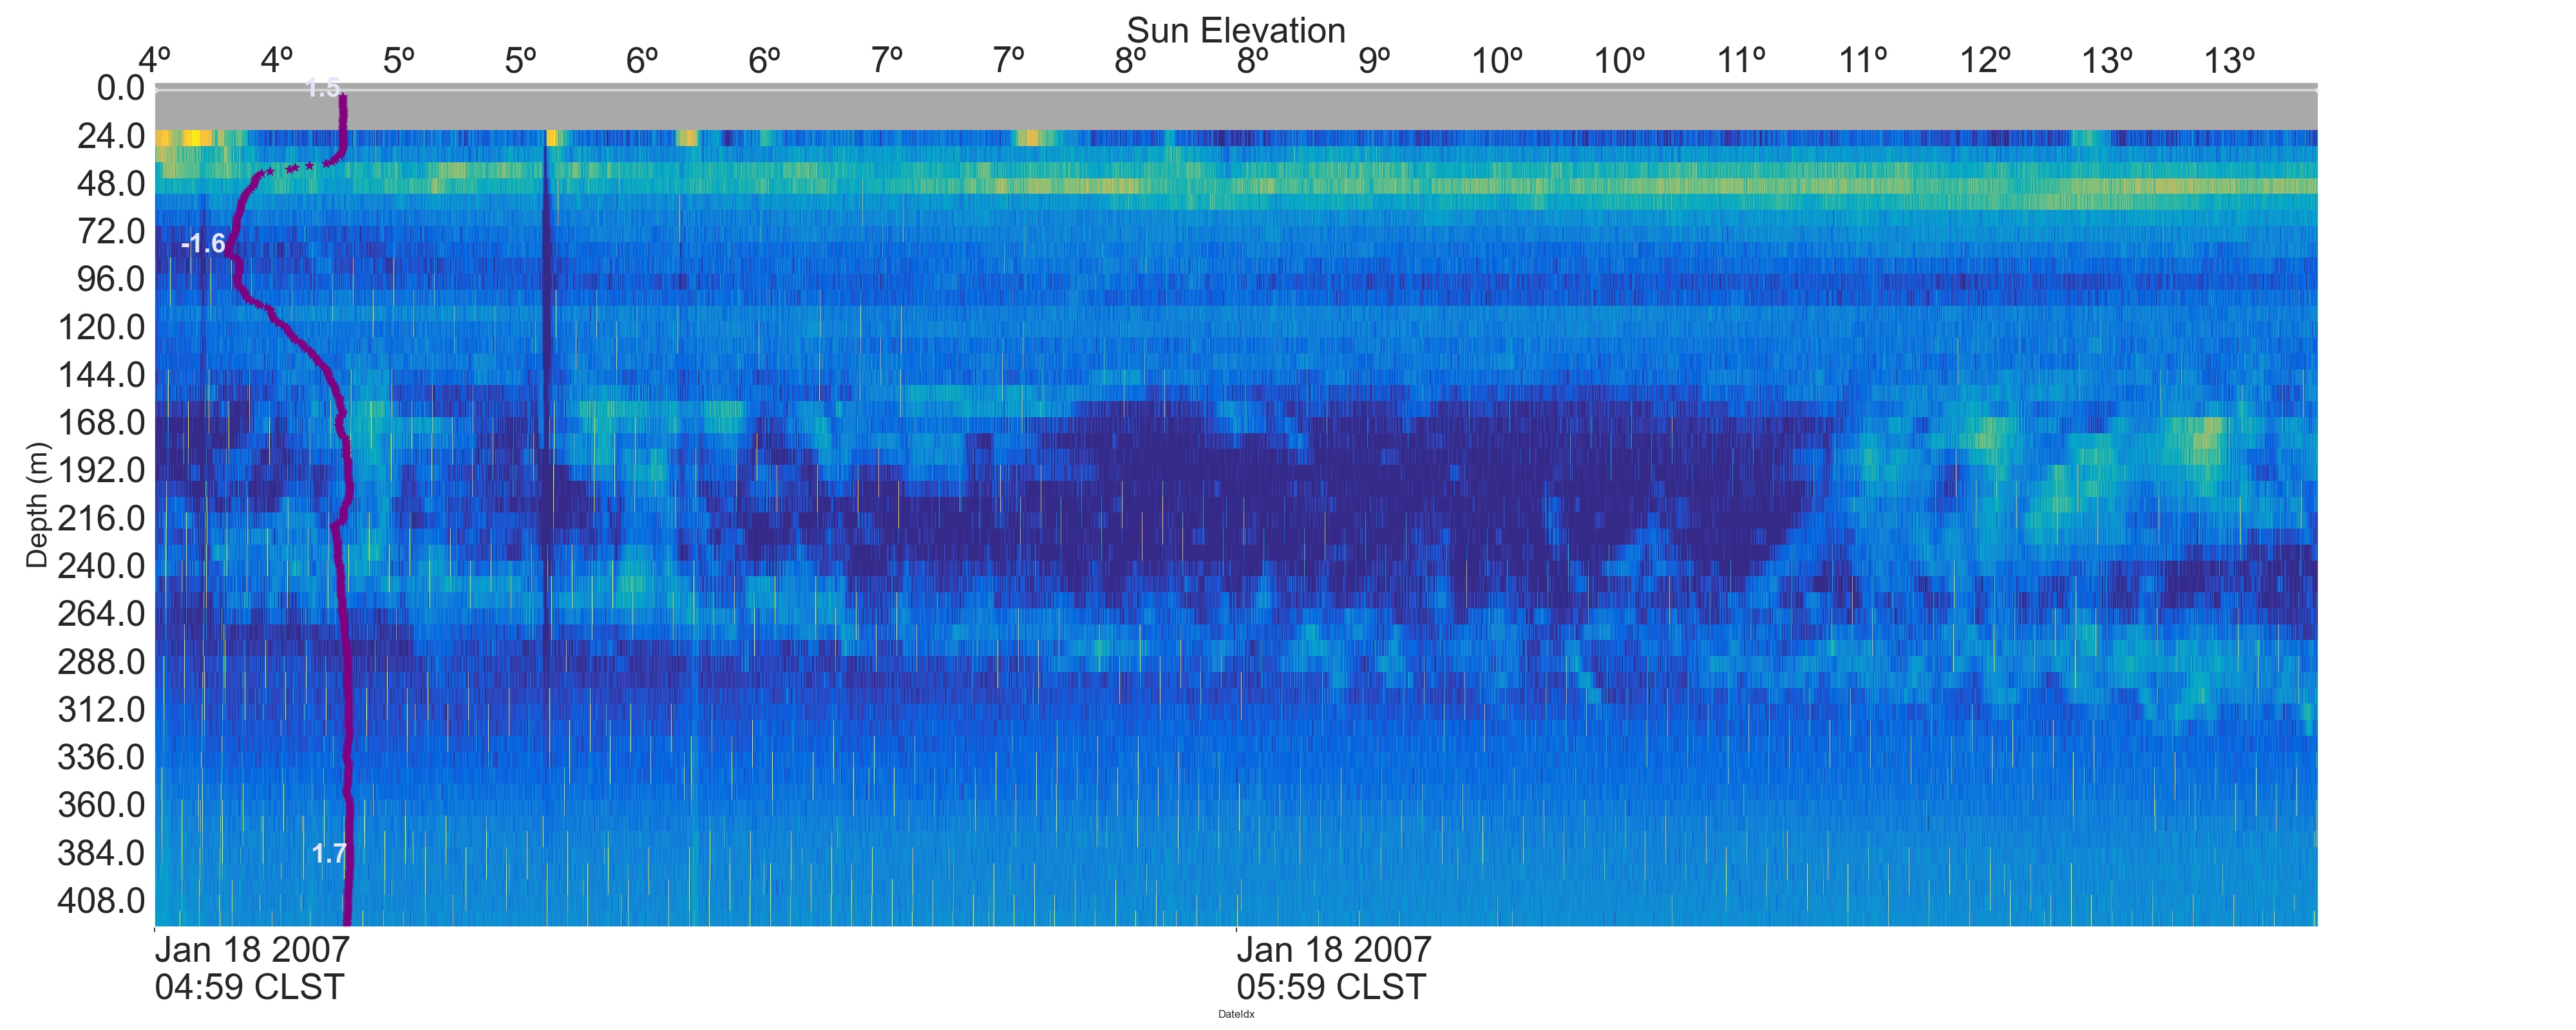 Sun Elevation
4º 4º 5º 5º 6º 6º 7º 7º 8º 8º 9º 10º 10º 11º 11º 12º 13º 13º
0.0
24.0
48.0
72.0
96.0
120.0
144.0
168.0
192.0
216.0
240.0
264.0
288.0
312.0
336.0
360.0
384.0
408.0
Depth (m)
1.5
-1.6
1.7
Jan 18 2007
04:59 CLST
Jan 18 2007
05:59 CLST
DateIdx